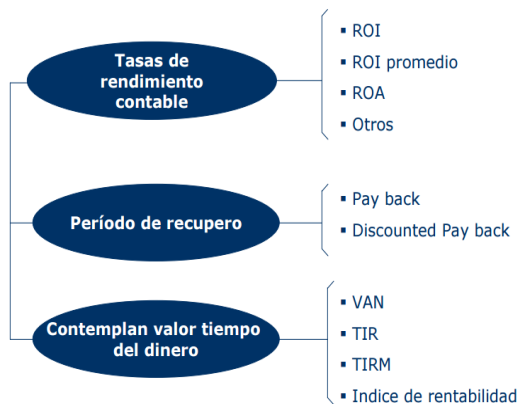 Tasas de
rendimiento
contable
▪ ROI
▪ ROI promedio
▪ ROA
▪ Otros
Período de recupero
▪ Pay back
▪ Discounted Pay back
Contemplan valor tiempo
del dinero
▪ VAN
▪ TIR
▪ TIRM
▪ Indice de rentabilidad